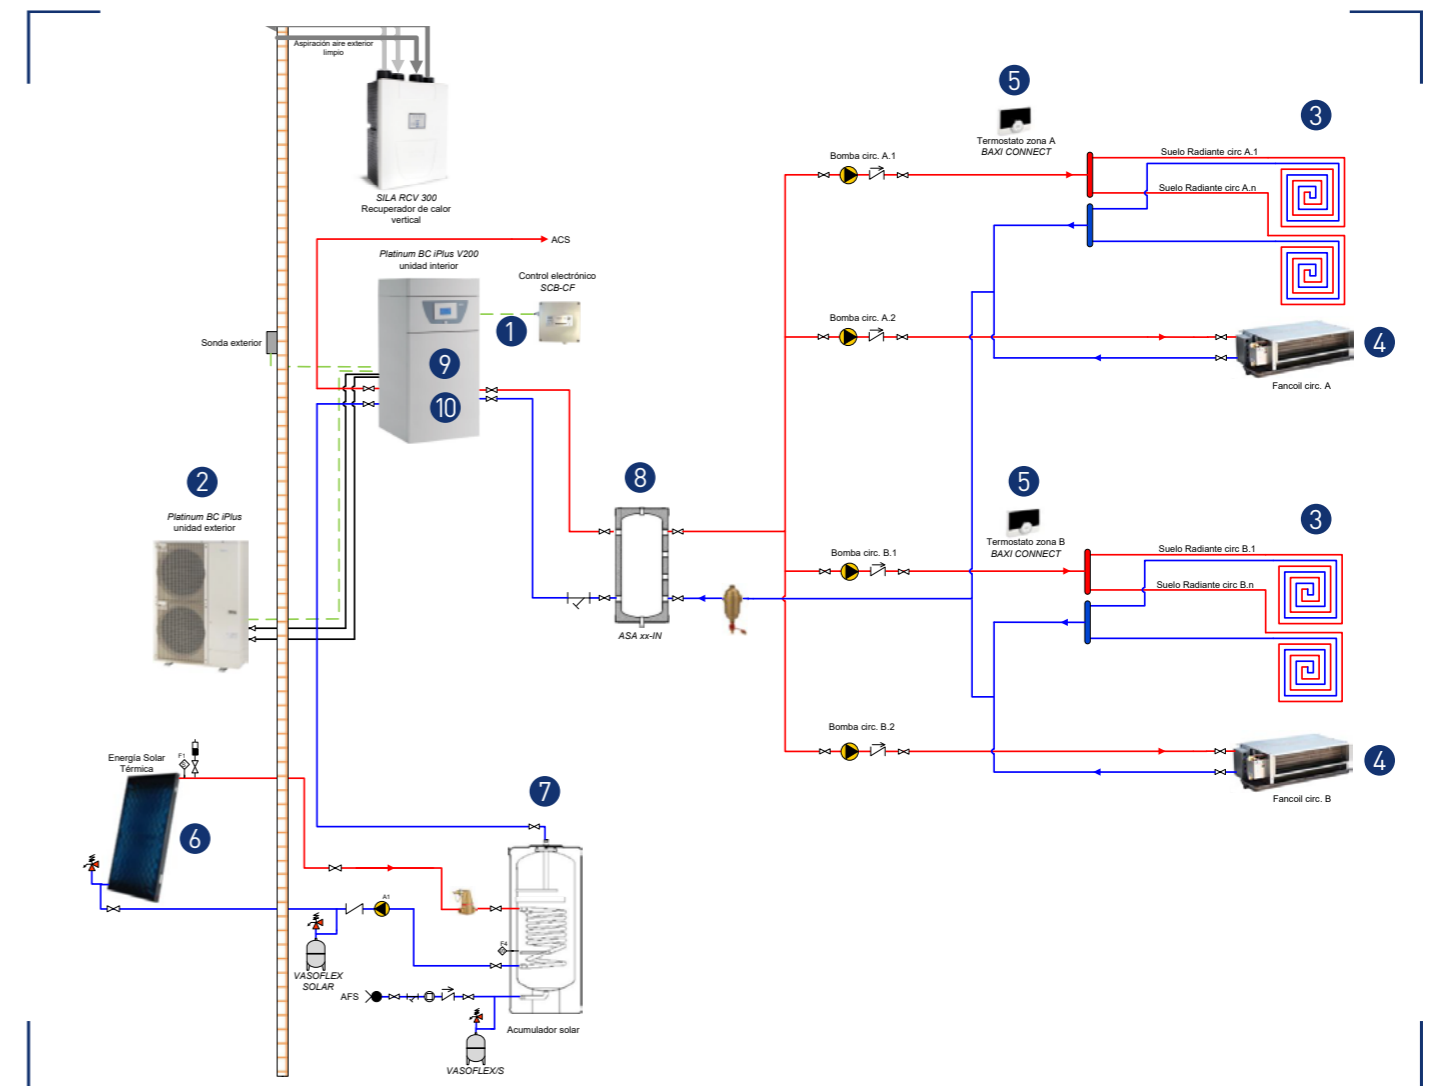 Aspiración aire exterior
limpio
SILA RCV 300
Recuperador de calor
vertical
ACS
Platinum BC iPlus V200
unidad interior
Control electrónico
SCB-CF
1
9
10
Sonda exterior
2
Platinum BC iPlus
unidad exterior
8
ASA xx-IN
5
Termostato zona A
BAXI CONNECT
3
Bomba circ. A.1
Suelo Radiante circ A.1
Suelo Radiante circ A.n
Bomba circ. A.2
4
Fancoil circ. A
5
Termostato zona B
BAXI CONNECT
3
Bomba circ. B.1
Suelo Radiante circ B.1
Suelo Radiante circ B.n
Bomba circ. B.2
4
Fancoil circ. B
Energía Solar
Térmica
F1
6
7
A1
F4
VASOFLEX
SOLAR
AFS
Acumulador solar
VASOFLEX/S